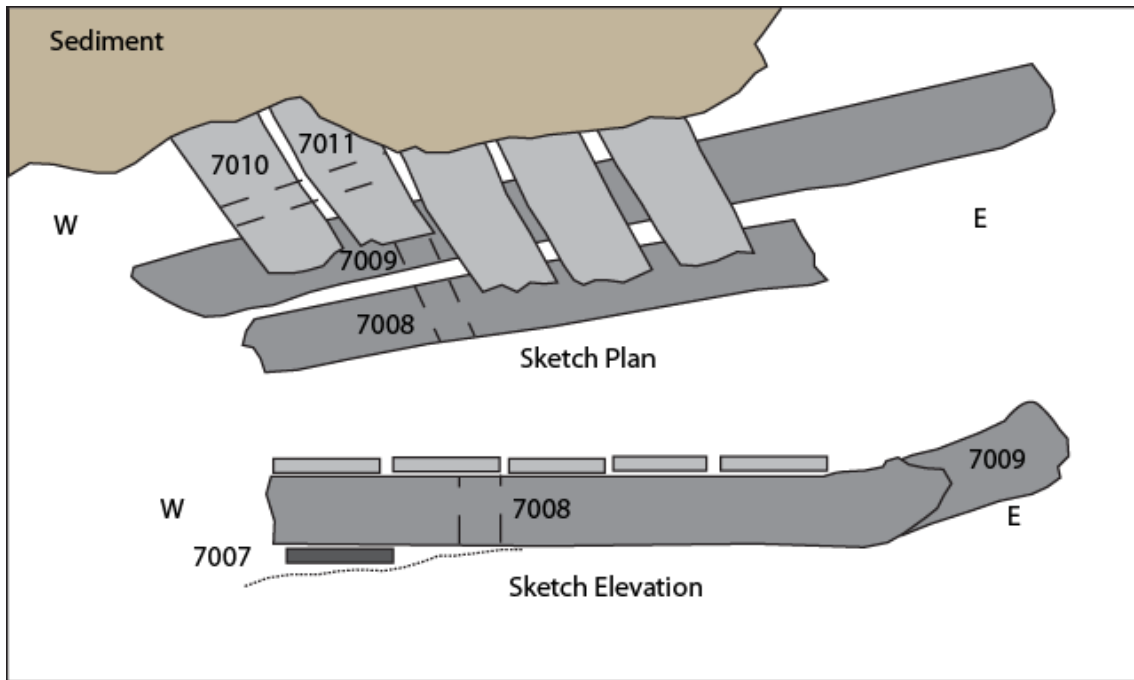 Sediment
7011
7010
W
E
7009
7008
Sketch Plan
7009
W
7008
E
7007
Sketch Elevation